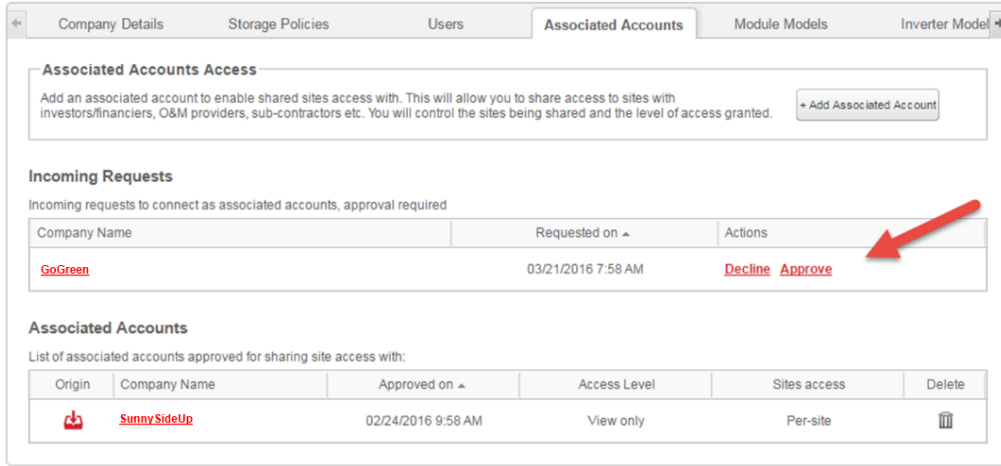 Company Details Storage Policies Users Associated Accounts Module Models Inverter Model
Associated Accounts Access
Add an associated account to enable shared sites access with. This will allow you to share access to sites with
investors/financiers, O&M providers, sub-contractors etc. You will control the sites being shared and the level of access granted.
+ Add Associated Account
Incoming Requests
Incoming requests to connect as associated accounts, approval required
Company Name Requested on Actions
GoGreen 03/21/2016 7:58 AM Decline Approve
Associated Accounts
List of associated accounts approved for sharing site access with:
Origin Company Name Approved on Access Level Sites access Delete
SunnySideUp 02/24/2016 9:58 AM View only Per-site